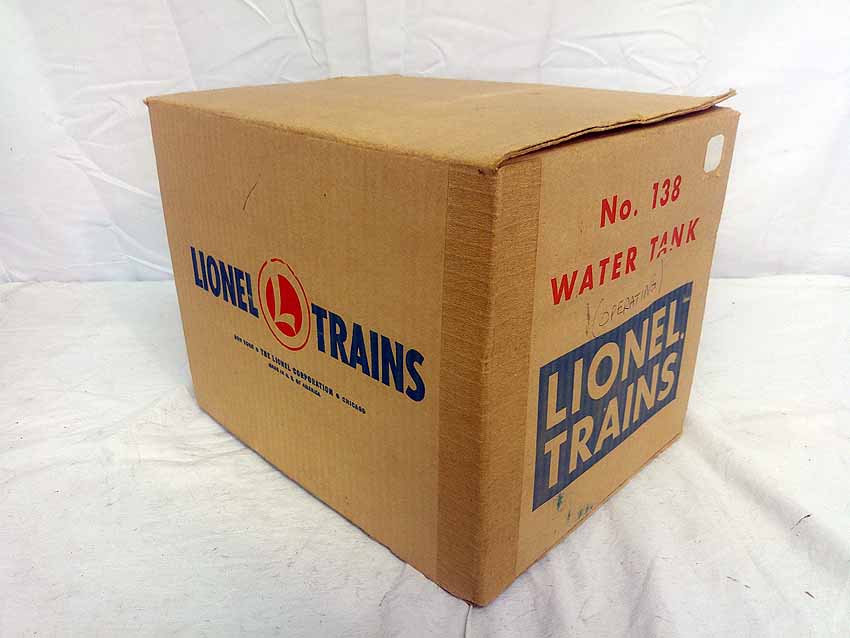 LIONEL L TRAINS
NEW YORK • THE LIONEL CORPORATION • CHICAGO
MADE IN U. S. OF AMERICA
No. 138
WATER TANK
(OPERATING)
LIONEL
TRAINS